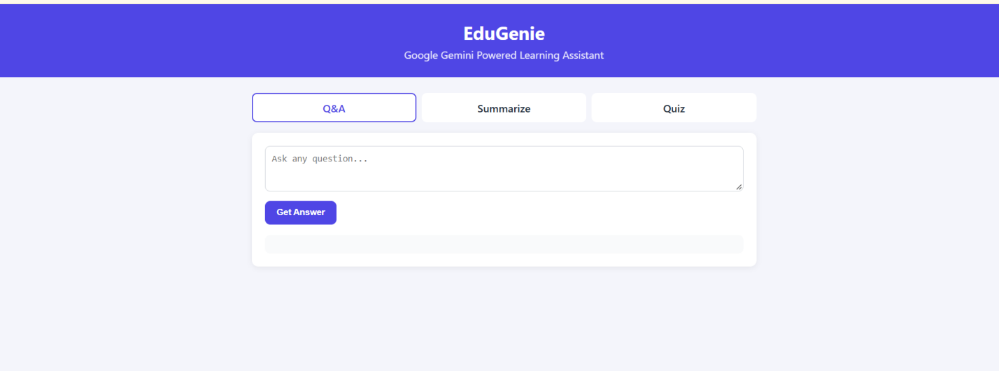 EduGenie
Google Gemini Powered Learning Assistant
Q&A
Summarize
Quiz
Ask any question...
Get Answer